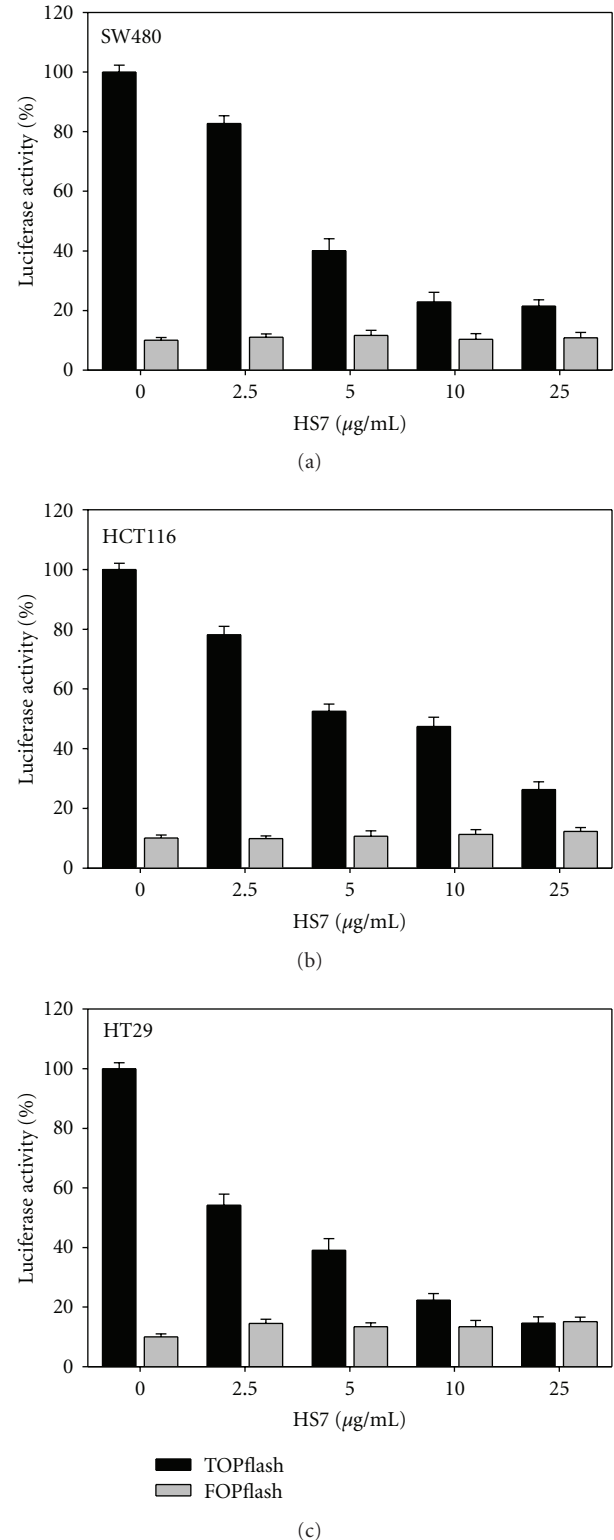 120
SW480
100
80
60
40
20
0
Luciferase activity (%)
0 2.5 5 10 25
HS7 (µg/mL)
(a)
120
HCT116
100
80
60
40
20
0
Luciferase activity (%)
0 2.5 5 10 25
HS7 (µg/mL)
(b)
120
HT29
100
80
60
40
20
0
Luciferase activity (%)
0 2.5 5 10 25
HS7 (µg/mL)
TOPflash
FOPflash
(c)